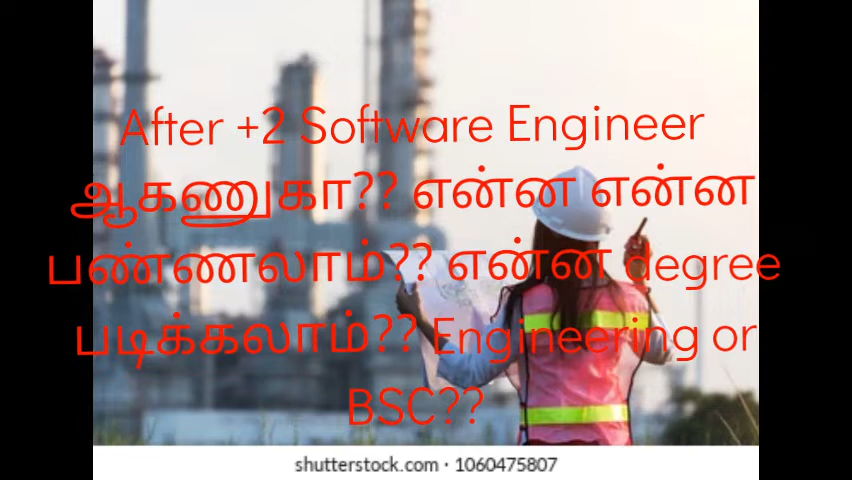 After +2 Software Engineer
ஆகணுகா?? என்ன என்ன
பண்ணலாம்?? என்ன degree
படிக்கலாம்?? Engineering or
BSC??
shutterstock.com · 1060475807